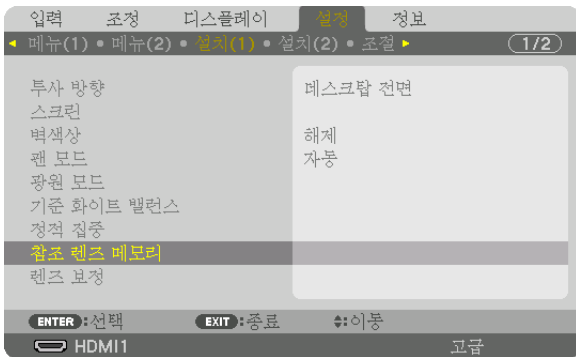 입력 조정 디스플레이 설정 정보
◄ 메뉴(1) • 메뉴(2) • 설치(1) • 설치(2) • 조절 ► 1/2
투사 방향 데스크탑 전면
스크린
벽색상 해제
팬 모드 자동
광원 모드
기준 화이트 밸런스
정적 집중
참조 렌즈 메모리
렌즈 보정
ENTER :선택 EXIT :종료 ♦:이동
HDMI1 고급